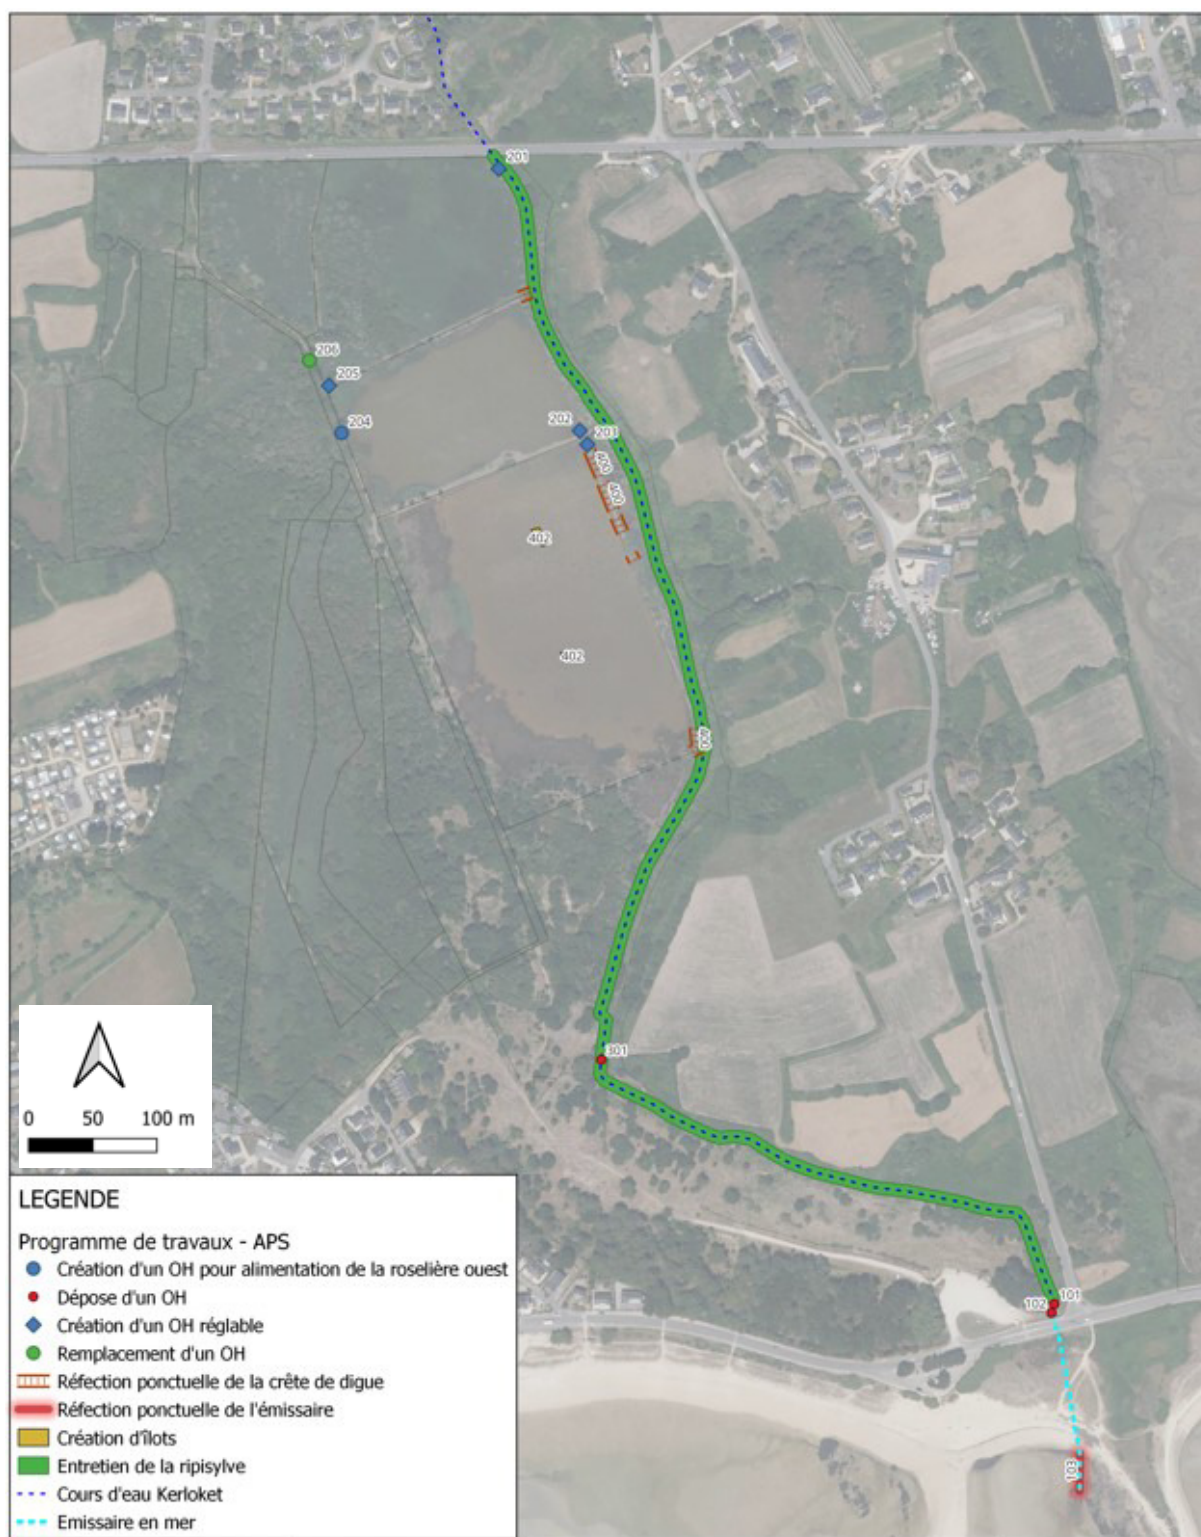 201
206
205
204
202
201
400
400
402
402
400
301
0 50 100 m
101
102
103
LEGENDE
Programme de travaux - APS
Création d'un OH pour alimentation de la roselière ouest
Dépose d'un OH
Création d'un OH réglable
Remplacement d'un OH
Réfection ponctuelle de la crête de digue
Réfection ponctuelle de l'émissaire
Création d'îlots
Entretien de la ripisylve
Cours d'eau Kerloket
Emissaire en mer